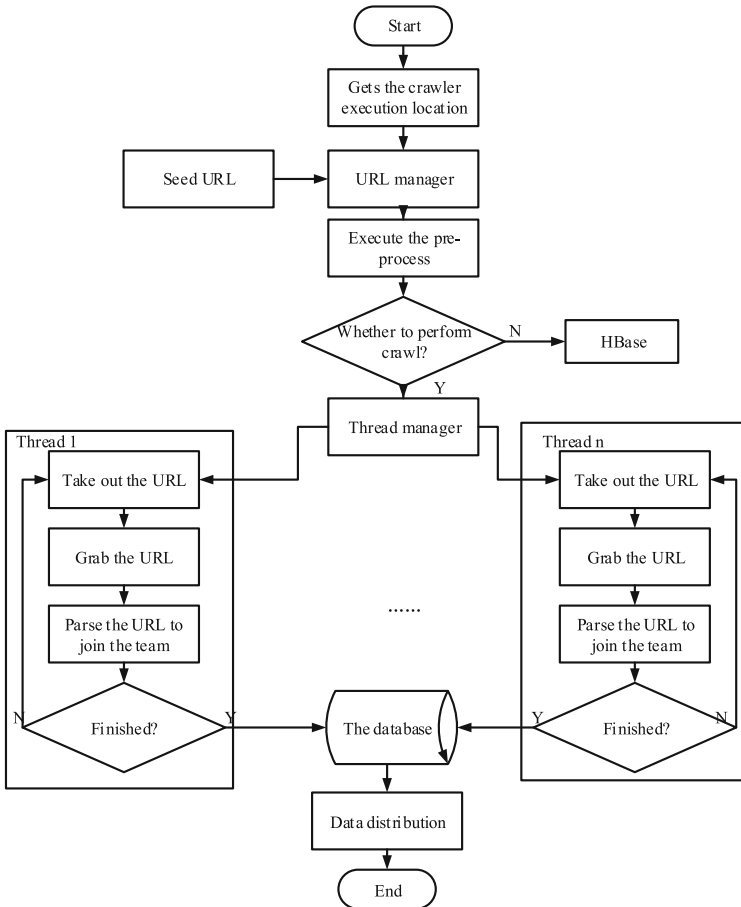 Start
Gets the crawler
execution location
Seed URL
URL manager
Execute the pre-
process
Whether to perform
crawl?
N
HBase
Y
Thread manager
Thread 1
Take out the URL
Grab the URL
Parse the URL to
join the team
N
Finished?
Y
......
Thread n
Take out the URL
Grab the URL
Parse the URL to
join the team
Y
Finished?
N
The database
Data distribution
End